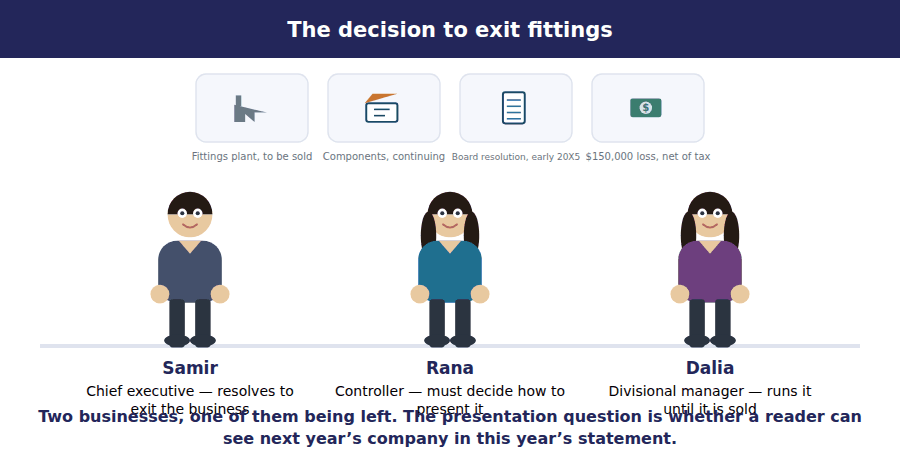 The decision to exit fittings
$
Fittings plant, to be sold
Components, continuing
Board resolution, early 20X5
$150,000 loss, net of tax
Samir
Chief executive — resolves to
exit the business
Rana
Controller — must decide how to
present it
Dalia
Divisional manager — runs it
until it is sold
Two businesses, one of them being left. The presentation question is whether a reader can
see next year’s company in this year’s statement.